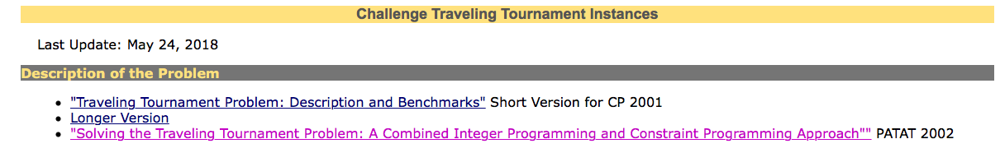 Challenge Traveling Tournament Instances
Last Update: May 24, 2018
Description of the Problem
"Traveling Tournament Problem: Description and Benchmarks" Short Version for CP 2001
Longer Version
"Solving the Traveling Tournament Problem: A Combined Integer Programming and Constraint Programming Approach"" PATAT 2002